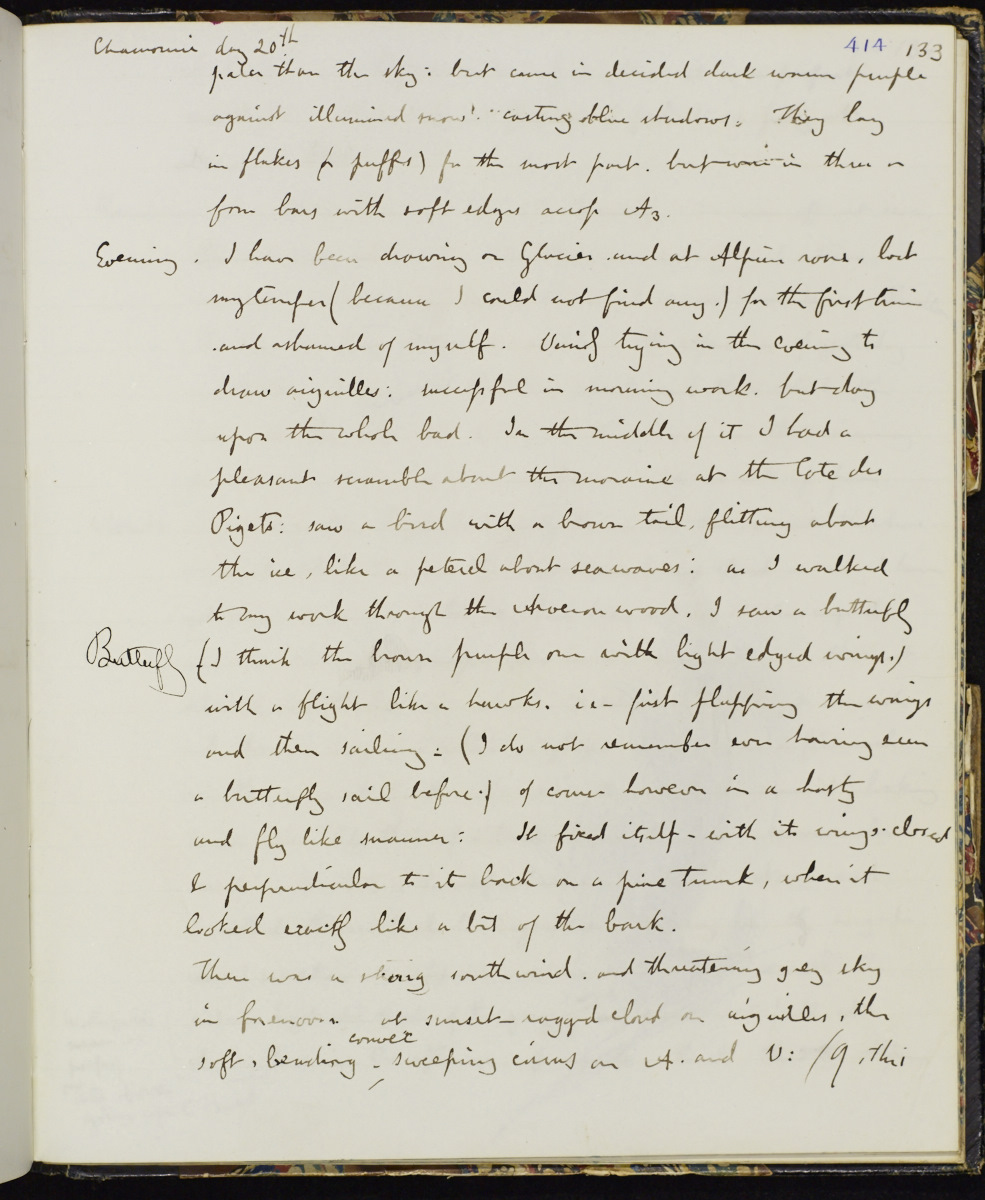 Chamouni day 20th 414 133
paler than the sky: but came in decided dark warm purple
against illumined snow! casting oblique shadows. They lay
in flakes (or puffs) for the most part. but were in three or
four bars with soft edges across A3.
Evening. I have been drawing on Glacier and at Alpine rose, lost
my temper (because I could not find any.) for the first time
and ashamed of myself. Vainly trying in the evening to
draw aiguilles: successful in morning work. but day
upon the whole bad. In the middle of it I had a
pleasant scramble about the moraine at the Cote des
Pigets: saw a bird with a brown tail, flitting about
the ice, like a peterel about seawaves: as I walked
to my work through the Arveron wood, I saw a butterfly
Butterfly (I think the brown purple one with light edged wings.)
with a flight like a hawks. i.e. first flapping the wings
and then sailing. (I do not remember ever having seen
a butterfly sail before.) of course however in a hasty
and fly like manner: It fixed itself with its wings closed
& perpendicular to its back on a pine trunk, when it
looked exactly like a bit of the bark.
There was a strong southwind. and threatening grey sky
in forenoon at sunset ragged cloud on aiguilles, the
convex
soft, bending sweeping cirrus on A. and V: /9, this